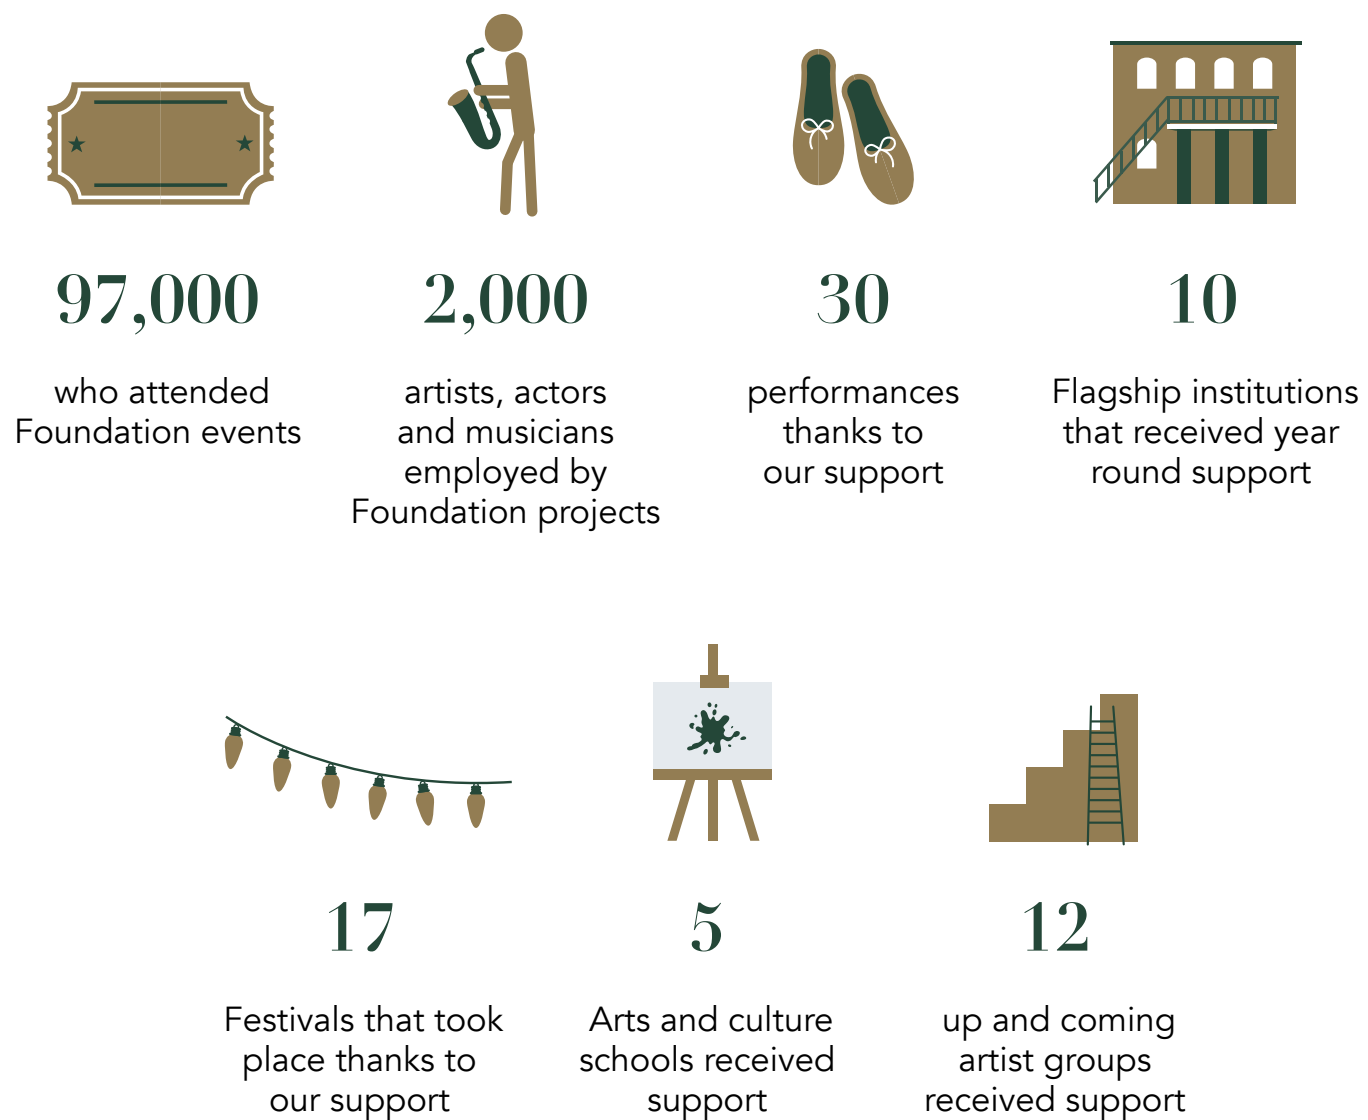 97,000
who attended
Foundation events
2,000
artists, actors
and musicians
employed by
Foundation projects
30
performances
thanks to
our support
10
Flagship institutions
that received year
round support
17
Festivals that took
place thanks to
our support
5
Arts and culture
schools received
support
12
up and coming
artist groups
received support